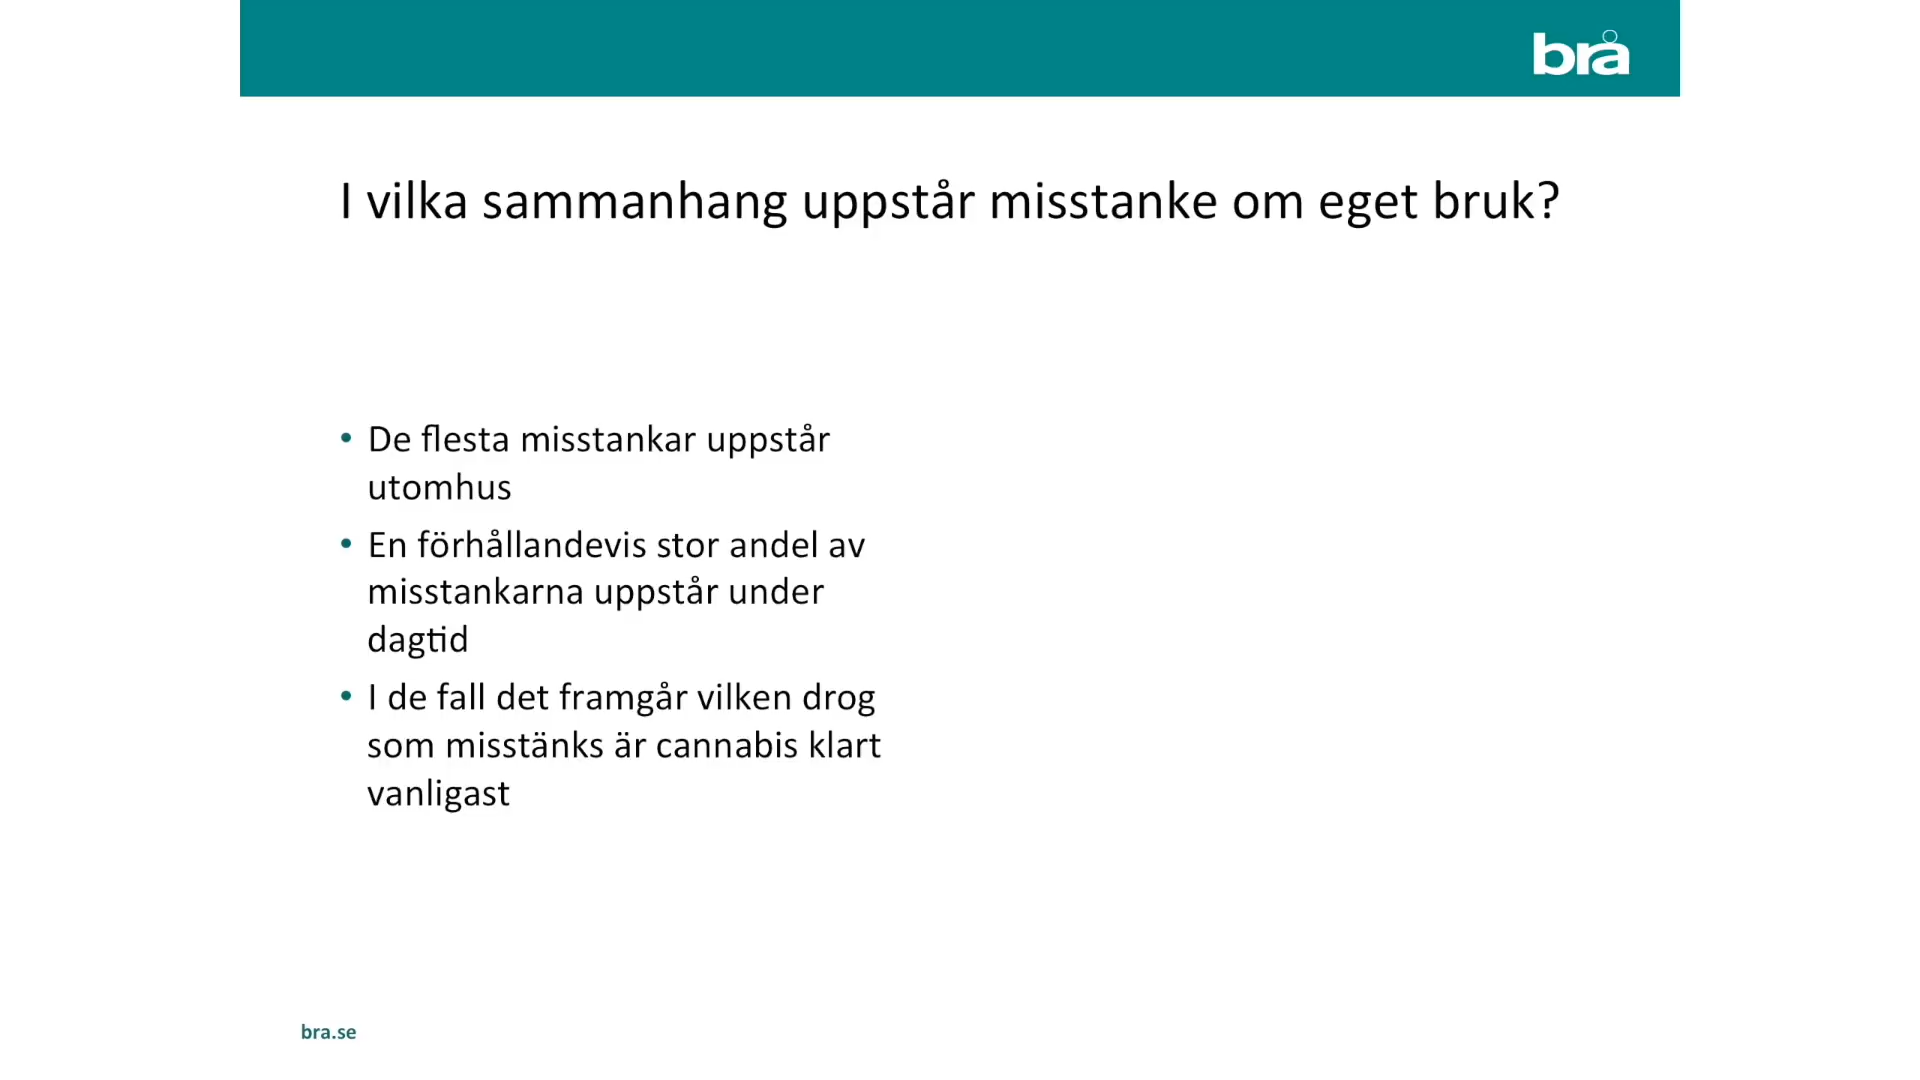 brå
I vilka sammanhang uppstår misstanke om eget bruk?
• De flesta misstankar uppstår
utomhus
• En förhållandevis stor andel av
misstankarna uppstår under
dagtid
• I de fall det framgår vilken drog
som misstänks är cannabis klart
vanligast
bra.se